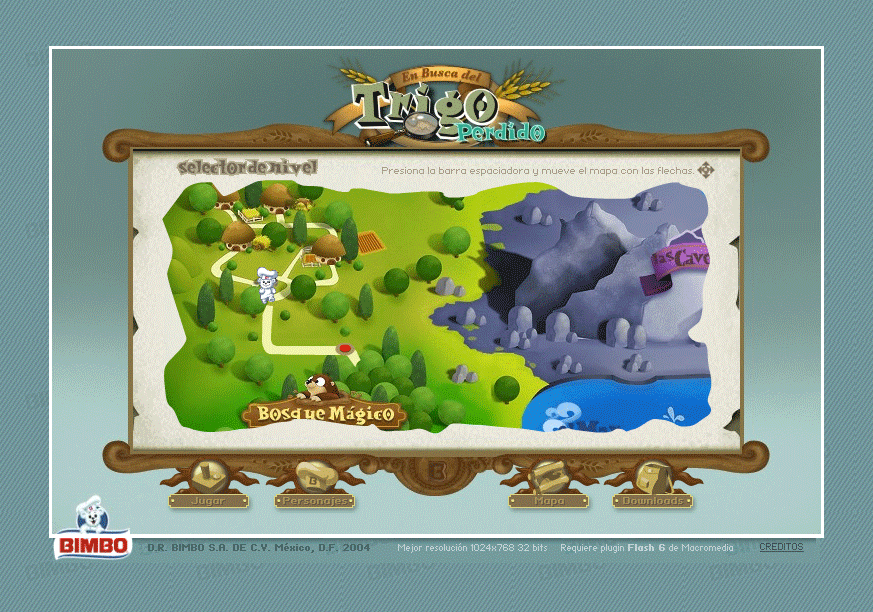 En Busca del
Trigo
Perdido
selector de nivel
Presiona la barra espaciadora y mueve el mapa con las flechas.
las Cave
Bosque Mágico
B
Jugar
Personajes
Mapa
Downloads
BIMBO
D.R. BIMBO S.A. DE C.V. México, D.F. 2004
Mejor resolución 1024x768 32 bits
Requiere plugin Flash 6 de Macromedia
CREDITOS